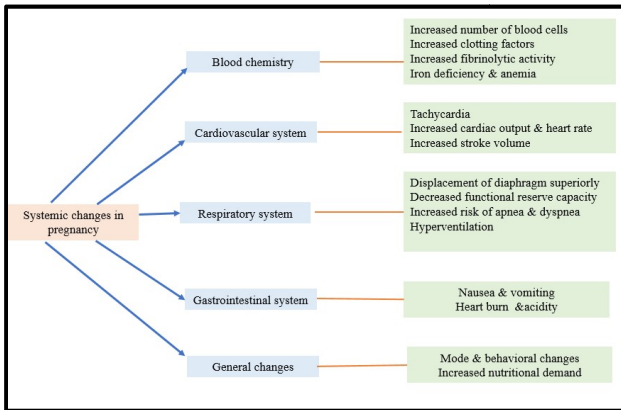 Systemic changes in
pregnancy
Blood chemistry
Increased number of blood cells
Increased clotting factors
Increased fibrinolytic activity
Iron deficiency & anemia
Cardiovascular system
Tachycardia
Increased cardiac output & heart rate
Increased stroke volume
Respiratory system
Displacement of diaphragm superiorly
Decreased functional reserve capacity
Increased risk of apnea & dyspnea
Hyperventilation
Gastrointestinal system
Nausea & vomiting
Heart burn &acidity
General changes
Mode & behavioral changes
Increased nutritional demand